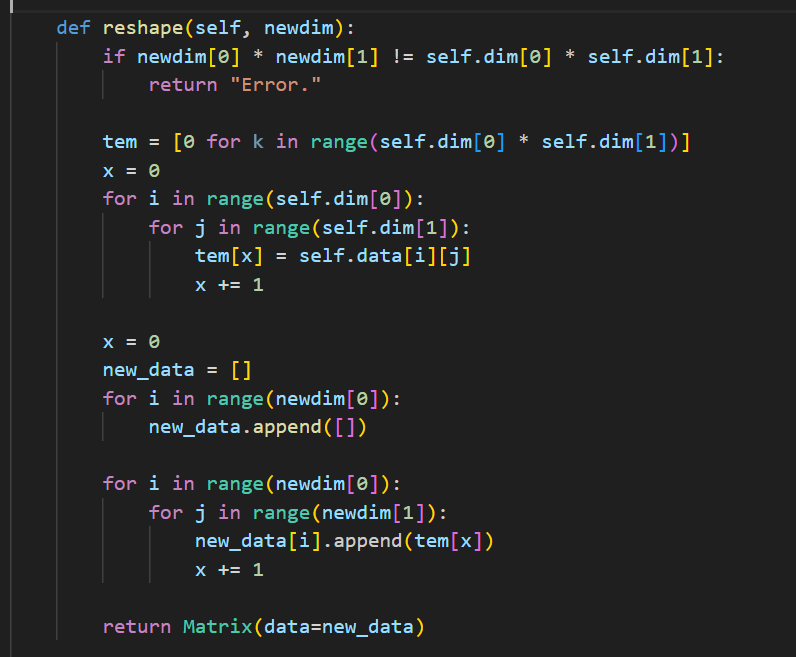 def reshape(self, newdim):
    if newdim[0] * newdim[1] != self.dim[0] * self.dim[1]:
        return "Error."

    tem = [0 for k in range(self.dim[0] * self.dim[1])]
    x = 0
    for i in range(self.dim[0]):
        for j in range(self.dim[1]):
            tem[x] = self.data[i][j]
            x += 1

    x = 0
    new_data = []
    for i in range(newdim[0]):
        new_data.append([])

    for i in range(newdim[0]):
        for j in range(newdim[1]):
            new_data[i].append(tem[x])
            x += 1

    return Matrix(data=new_data)